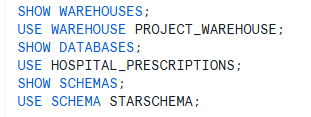 SHOW WAREHOUSES;
USE WAREHOUSE PROJECT_WAREHOUSE;
SHOW DATABASES;
USE HOSPITAL_PRESCRIPTIONS;
SHOW SCHEMAS;
USE SCHEMA STARSCHEMA;